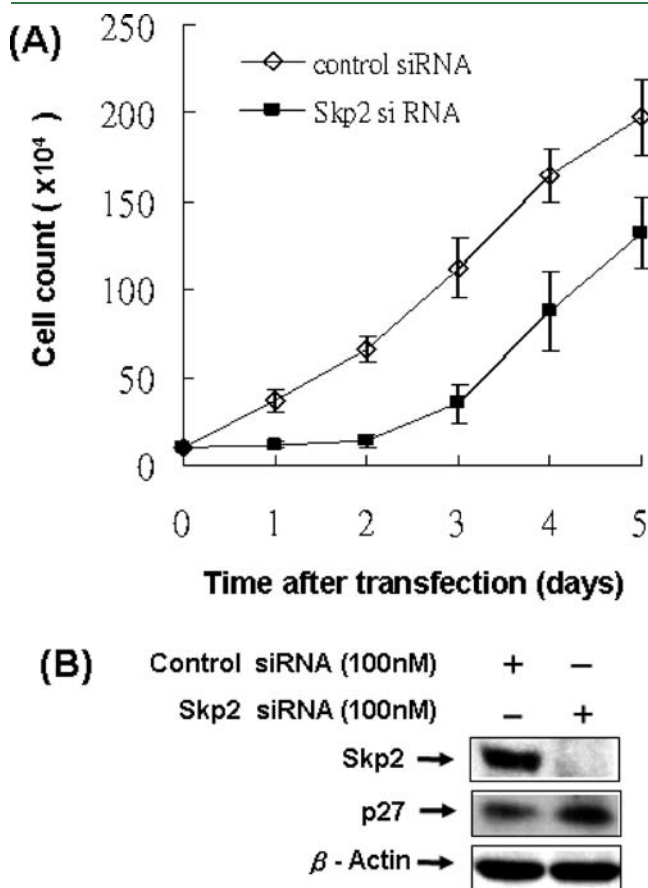 (A)
250
200
150
100
50
0
Cell count ( x10⁴ )
control siRNA
Skp2 si RNA
0 1 2 3 4 5
Time after transfection (days)
(B)
Control siRNA (100nM) + –
Skp2 siRNA (100nM) – +
Skp2
p27
β - Actin